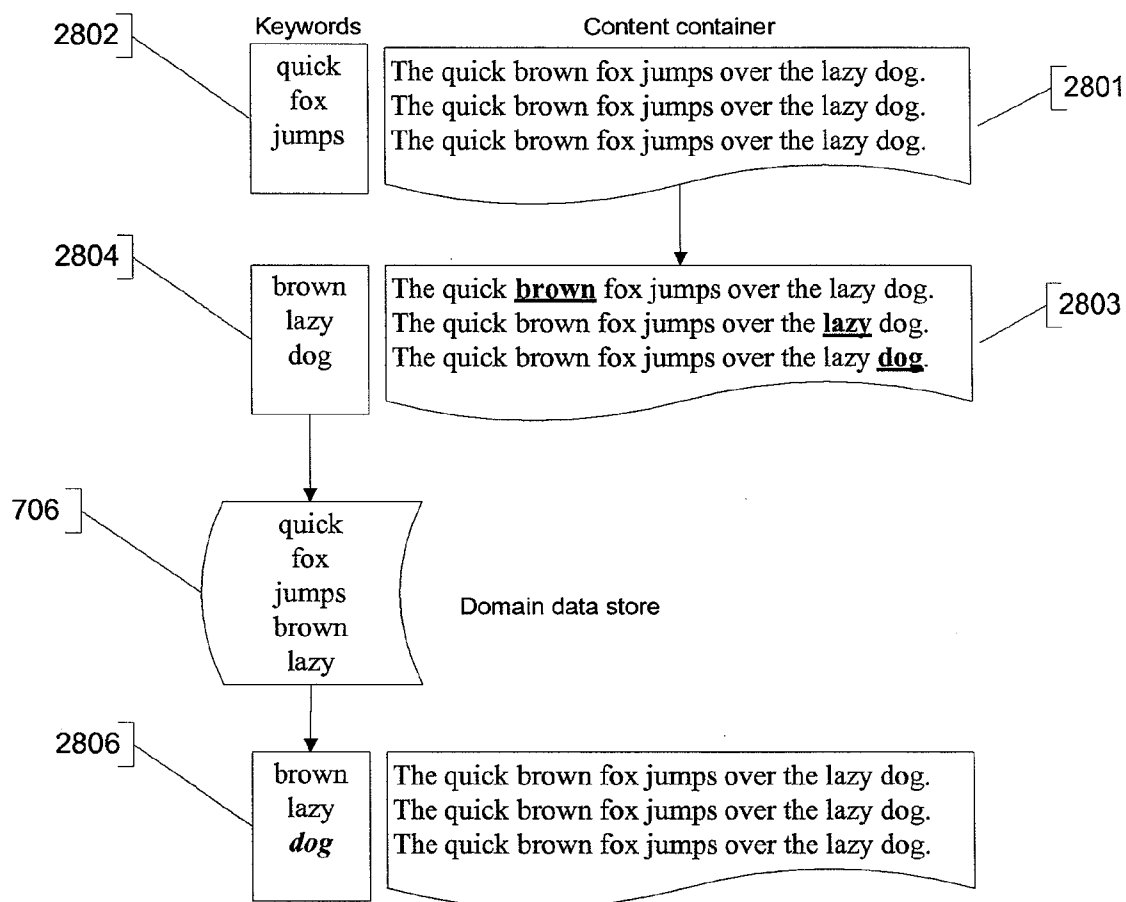 Keywords
Content container
2802
quick
fox
jumps
The quick brown fox jumps over the lazy dog.
The quick brown fox jumps over the lazy dog.
The quick brown fox jumps over the lazy dog.
2801
2804
brown
lazy
dog
The quick brown fox jumps over the lazy dog.
The quick brown fox jumps over the lazy dog.
The quick brown fox jumps over the lazy dog.
2803
706
quick
fox
jumps
brown
lazy
Domain data store
2806
brown
lazy
dog
The quick brown fox jumps over the lazy dog.
The quick brown fox jumps over the lazy dog.
The quick brown fox jumps over the lazy dog.